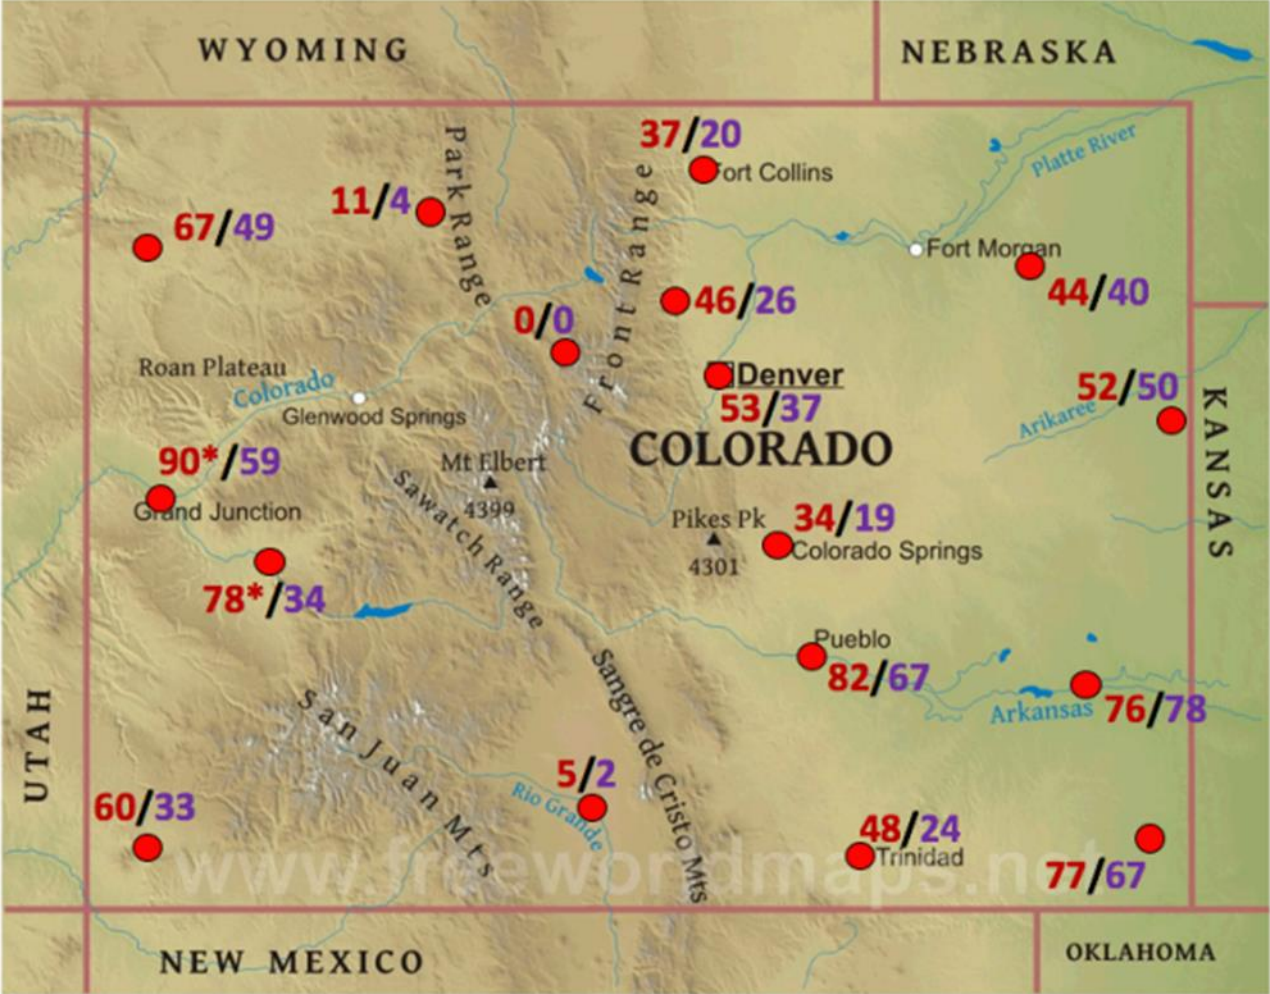 WYOMING
NEBRASKA
37/20
Fort Collins
Park Range
Platte River
11/4
67/49
Front Range
Fort Morgan
44/40
46/26
0/0
Roan Plateau
Colorado
Glenwood Springs
Denver
53/37
52/50
Arikaree
KANSAS
COLORADO
90*/59
Grand Junction
Mt Elbert
4399
Sawatch Range
Pikes Pk
4301
34/19
Colorado Springs
78*/34
Pueblo
82/67
Arkansas
76/78
UTAH
San Juan Mts
Sangre de Cristo Mts
5/2
Rio Grande
60/33
48/24
Trinidad
77/67
www.freeworldmaps.net
NEW MEXICO
OKLAHOMA